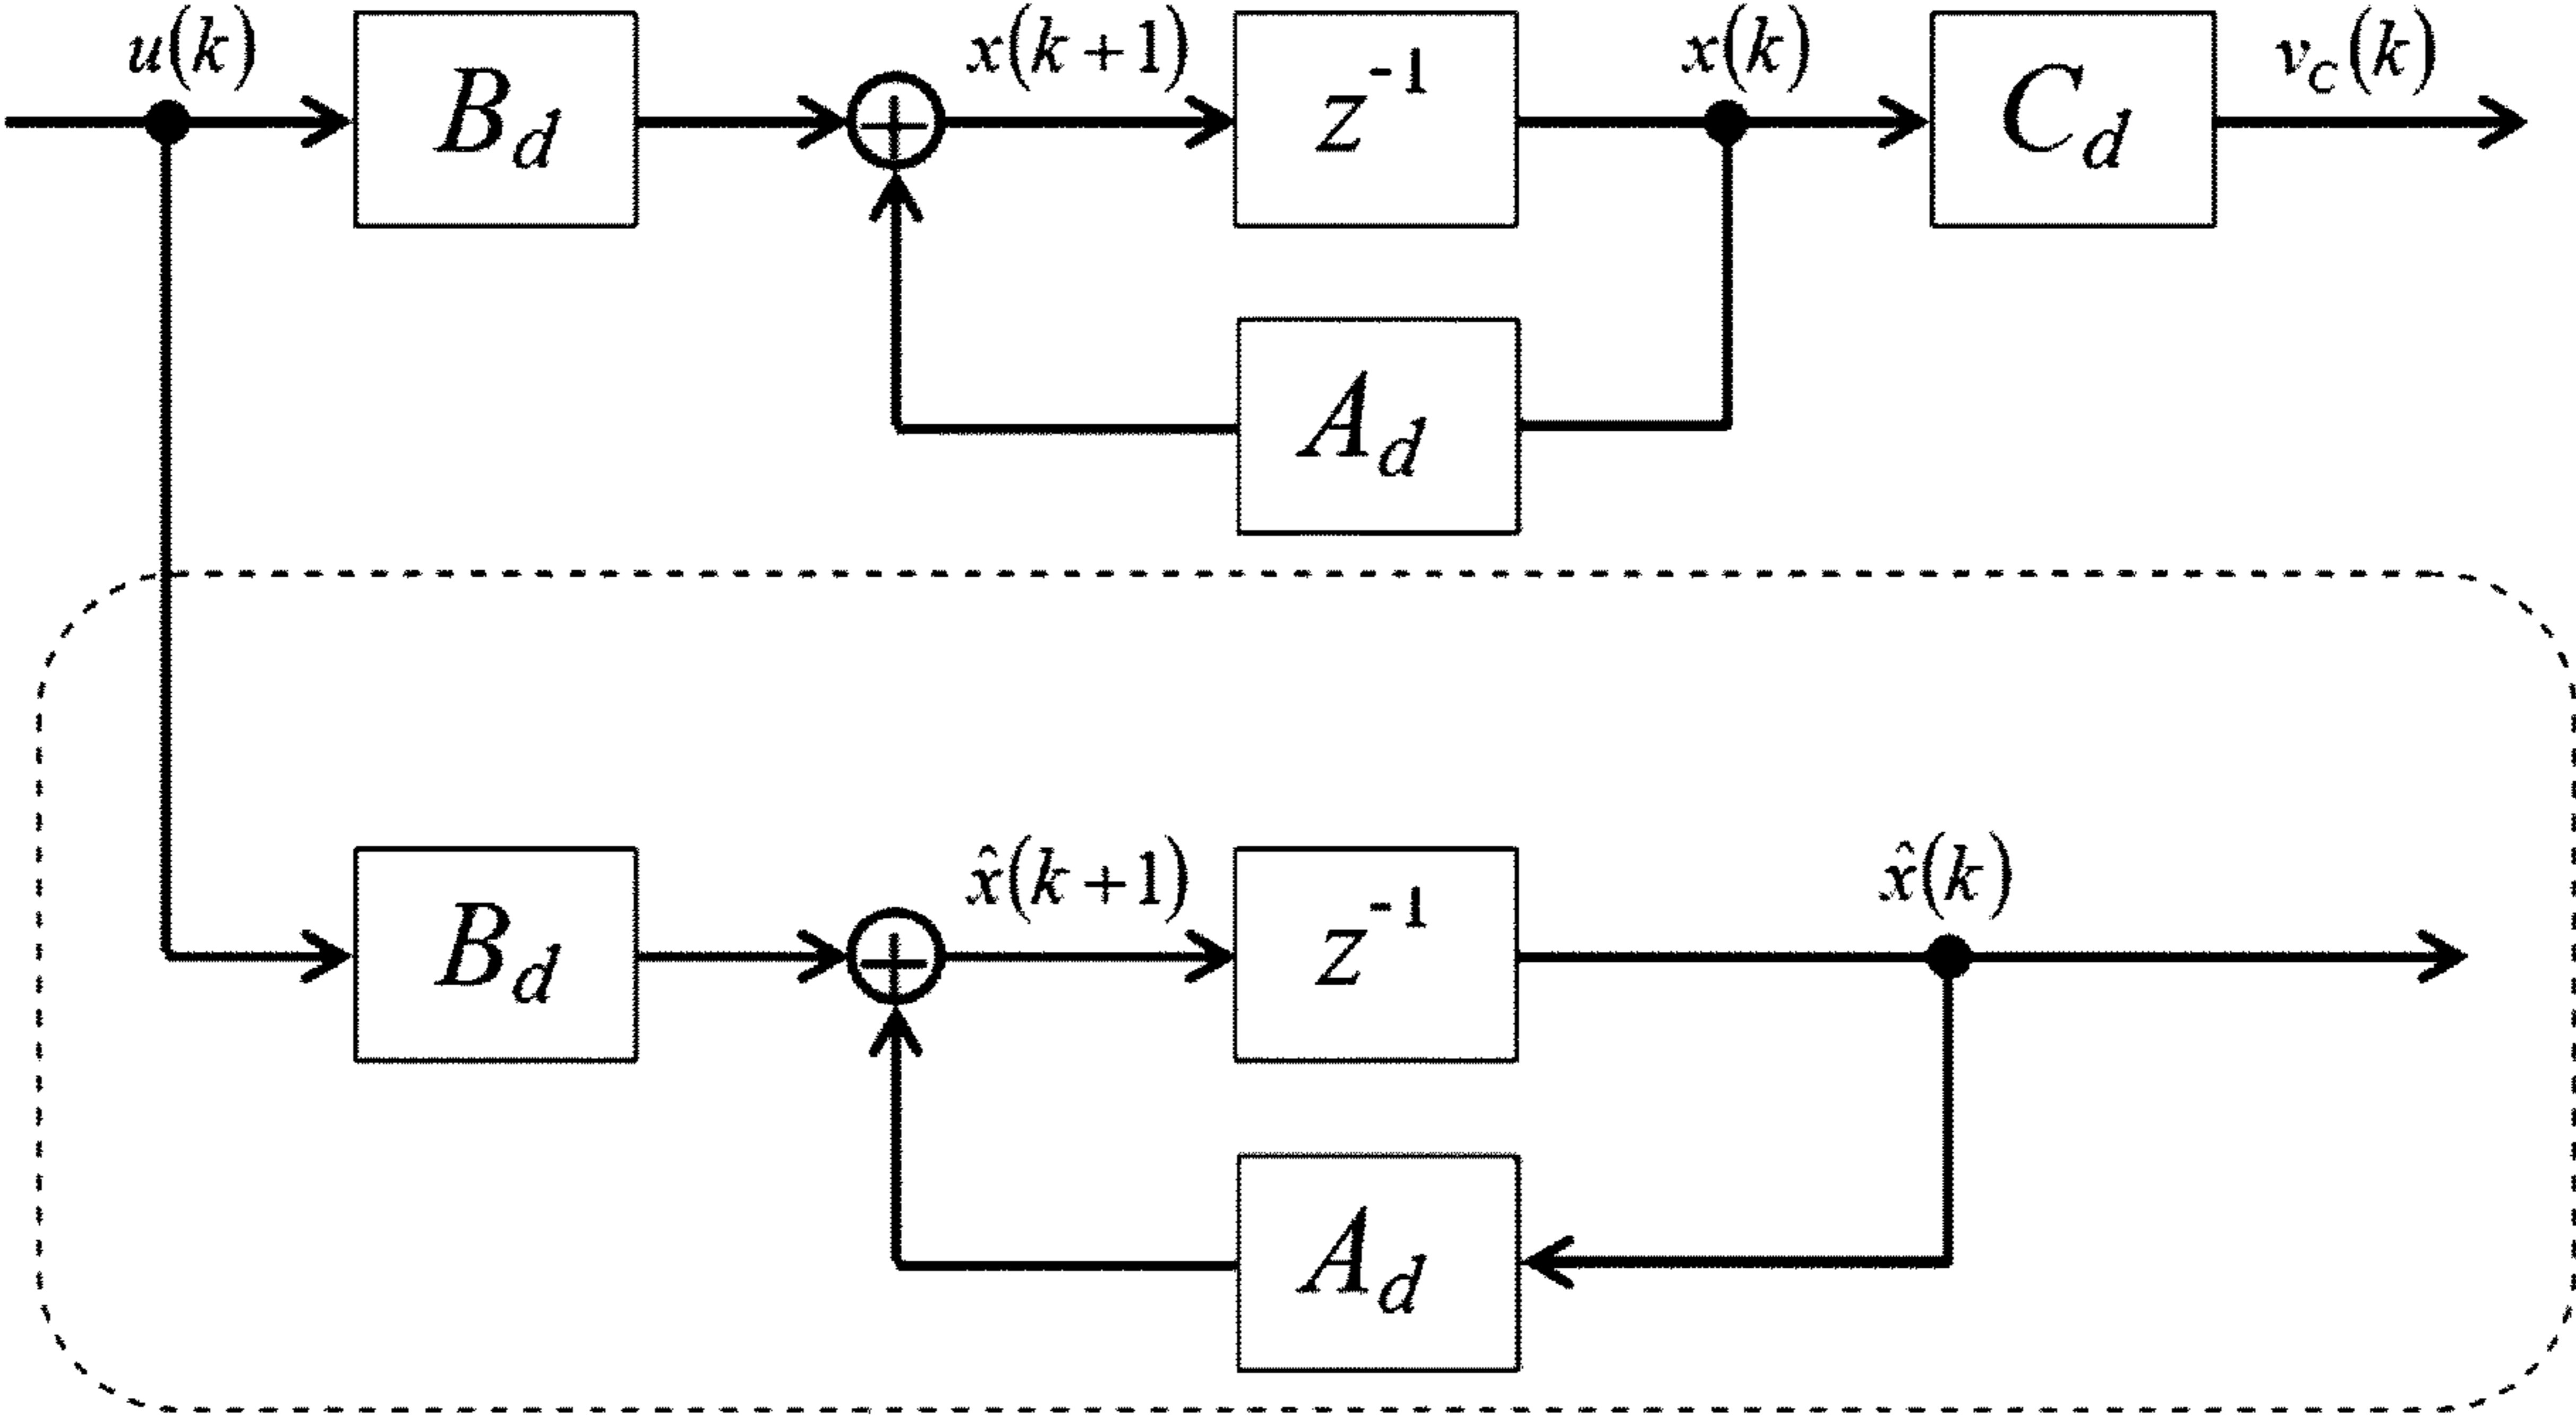 u(k) x(k+1) x(k) v_C(k)
B_d + z^-1 C_d
A_d
x̂(k+1) x̂(k)
B_d + z^-1
A_d